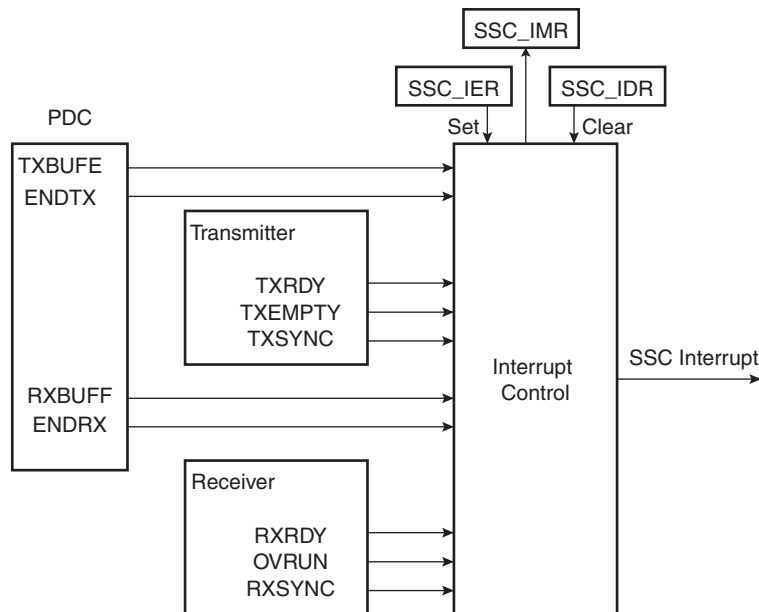 SSC_IMR
SSC_IER
SSC_IDR
PDC
Set
Clear
TXBUFE
ENDTX
Transmitter
TXRDY
TXEMPTY
TXSYNC
RXBUFF
ENDRX
Interrupt
Control
SSC Interrupt
Receiver
RXRDY
OVRUN
RXSYNC